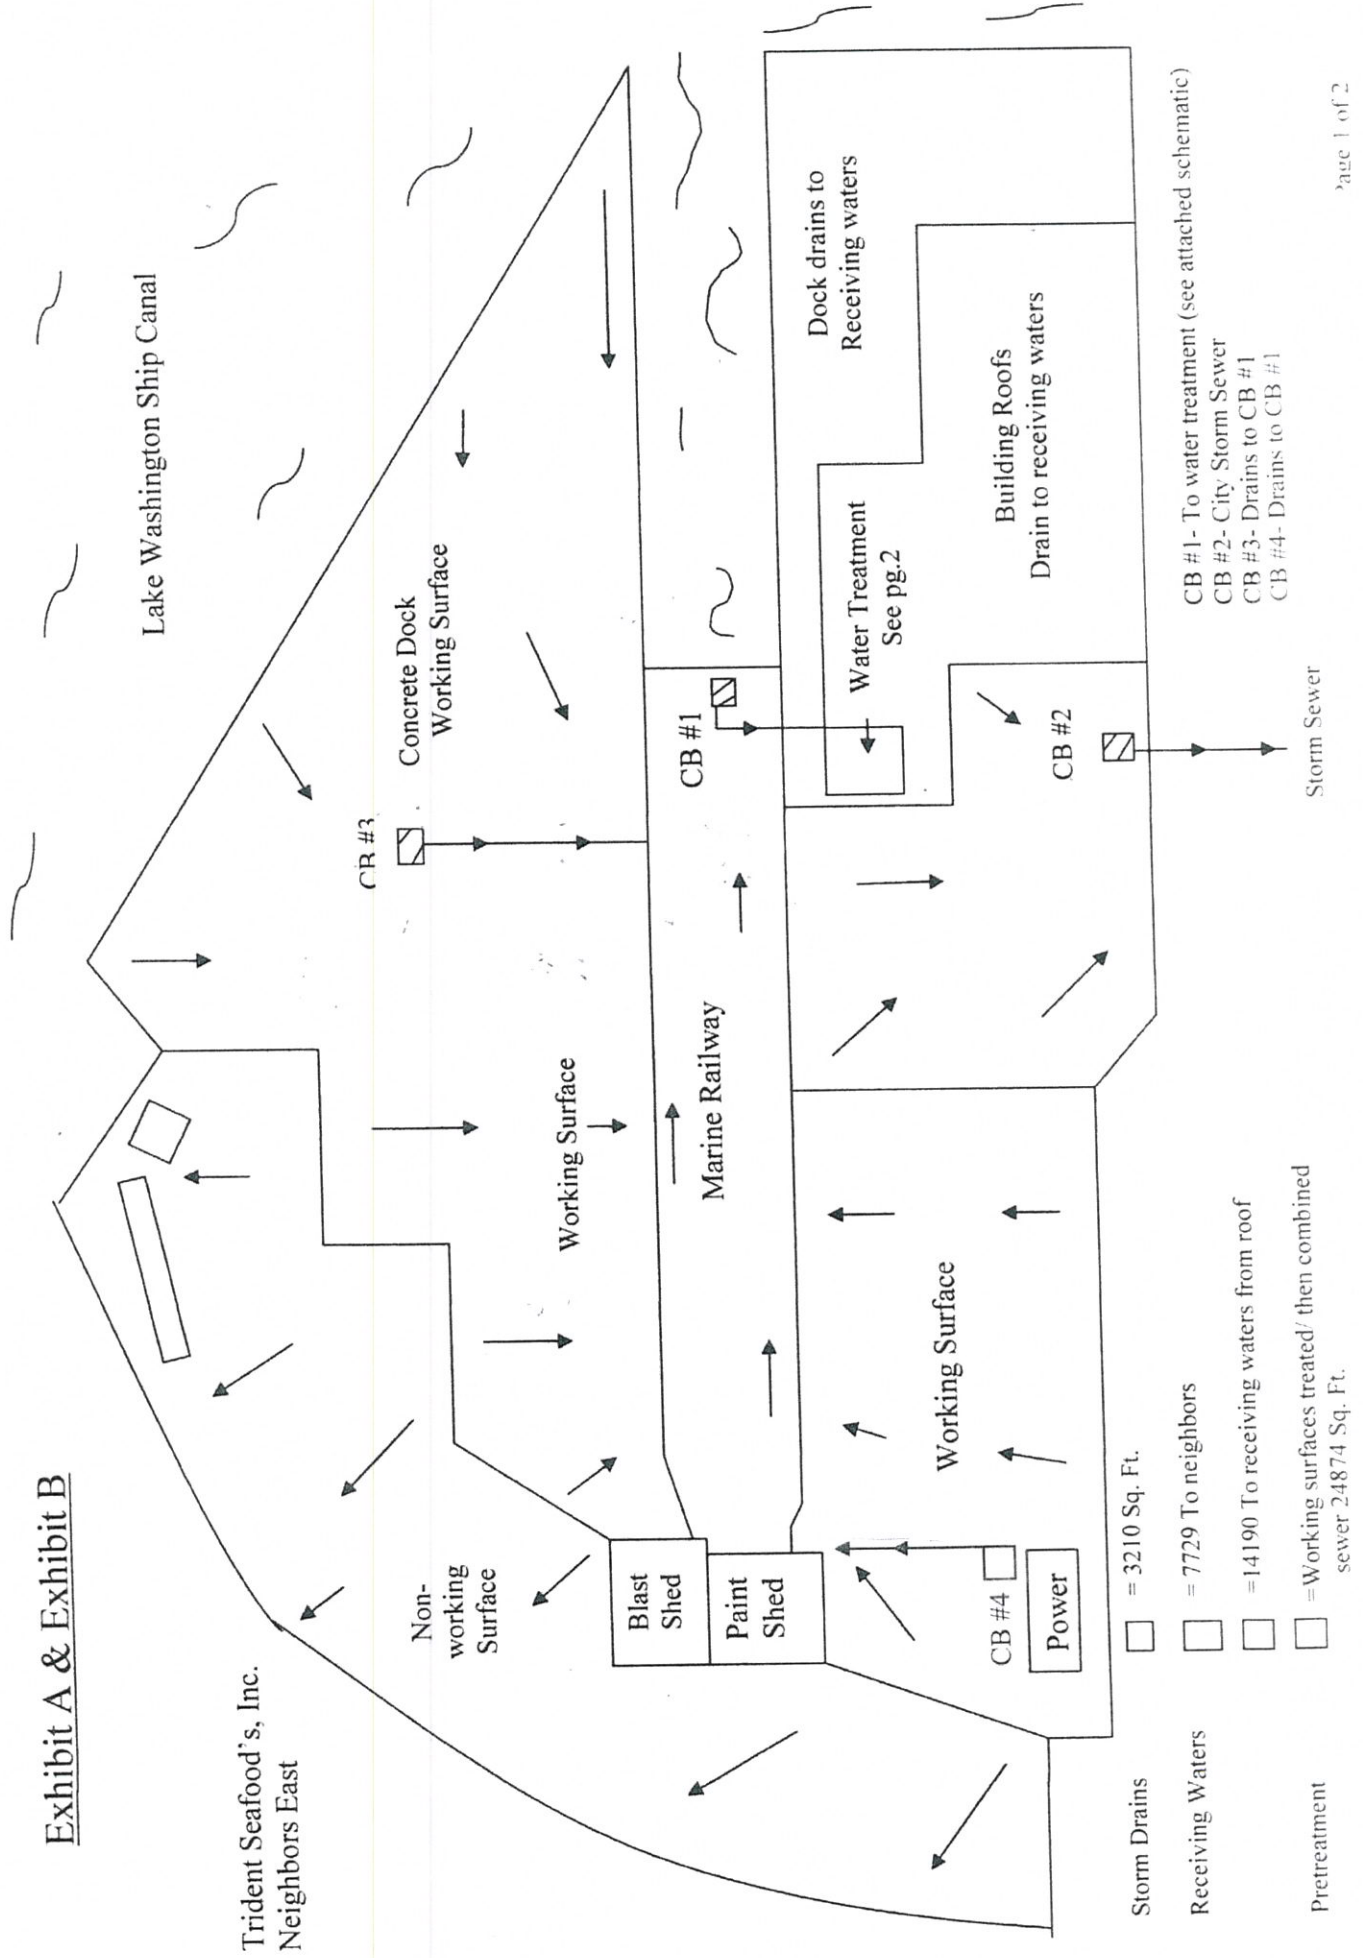 Exhibit A & Exhibit B
Trident Seafood's, Inc.
Neighbors East
Lake Washington Ship Canal
Non-
working
Surface
CB #3
Concrete Dock
Working Surface
Working Surface
Blast
Shed
Paint
Shed
Marine Railway
CB #1
Dock drains to
Receiving waters
Water Treatment
See pg.2
Building Roofs
Drain to receiving waters
Working Surface
CB #4
Power
CB #2
Storm Sewer
CB #1- To water treatment (see attached schematic)
CB #2- City Storm Sewer
CB #3- Drains to CB #1
CB #4- Drains to CB #1
Storm Drains = 3210 Sq. Ft.
Receiving Waters = 7729 To neighbors
=14190 To receiving waters from roof
Pretreatment =Working surfaces treated/ then combined
sewer 24874 Sq. Ft.
Page 1 of 2